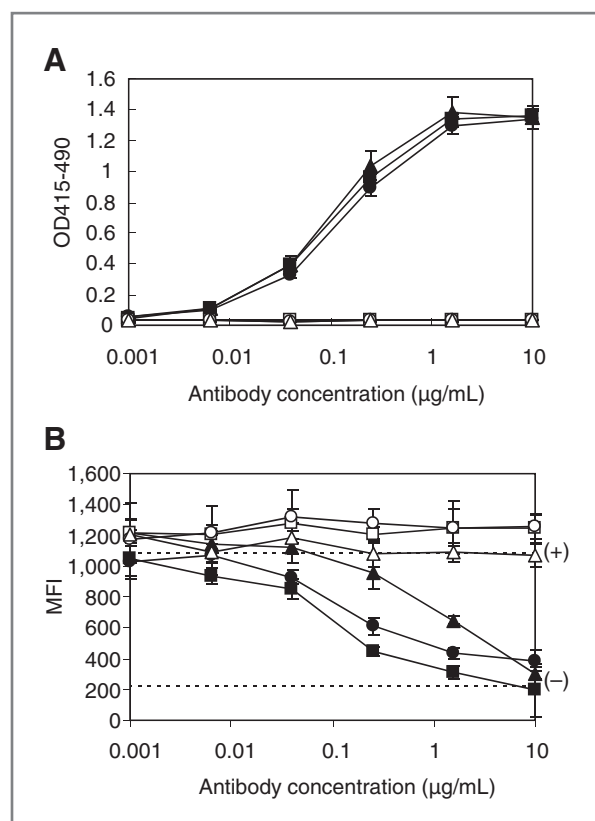 A
1.6
1.4
1.2
1
0.8
0.6
0.4
0.2
0
OD415-490
0.001 0.01 0.1 1 10
Antibody concentration (µg/mL)
B
1,600
1,400
1,200
1,000
800
600
400
200
0
MFI
(+)
(–)
0.001 0.01 0.1 1 10
Antibody concentration (µg/mL)